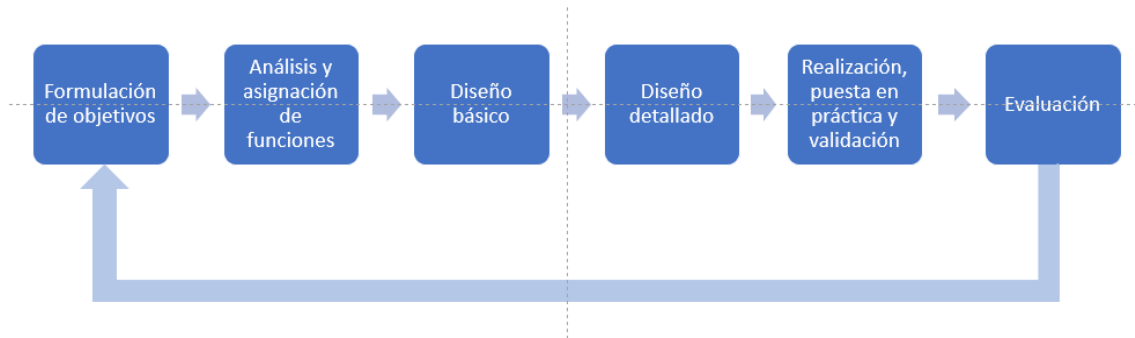 Formulación
de objetivos
Análisis y
asignación
de
funciones
Diseño
básico
Diseño
detallado
Realización,
puesta en
práctica y
validación
Evaluación